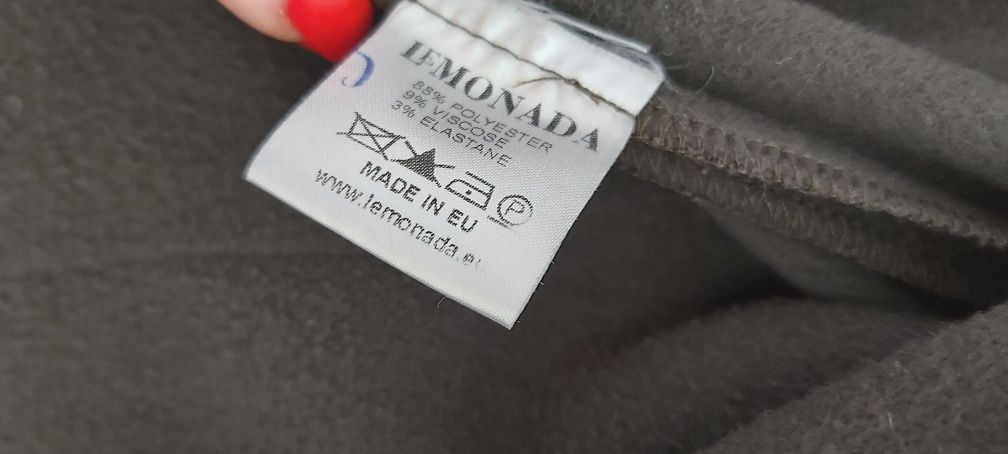 LEMONADA
88% POLYESTER
9% VISCOSE
3% ELASTANE
P
MADE IN EU
www.lemonada.eu